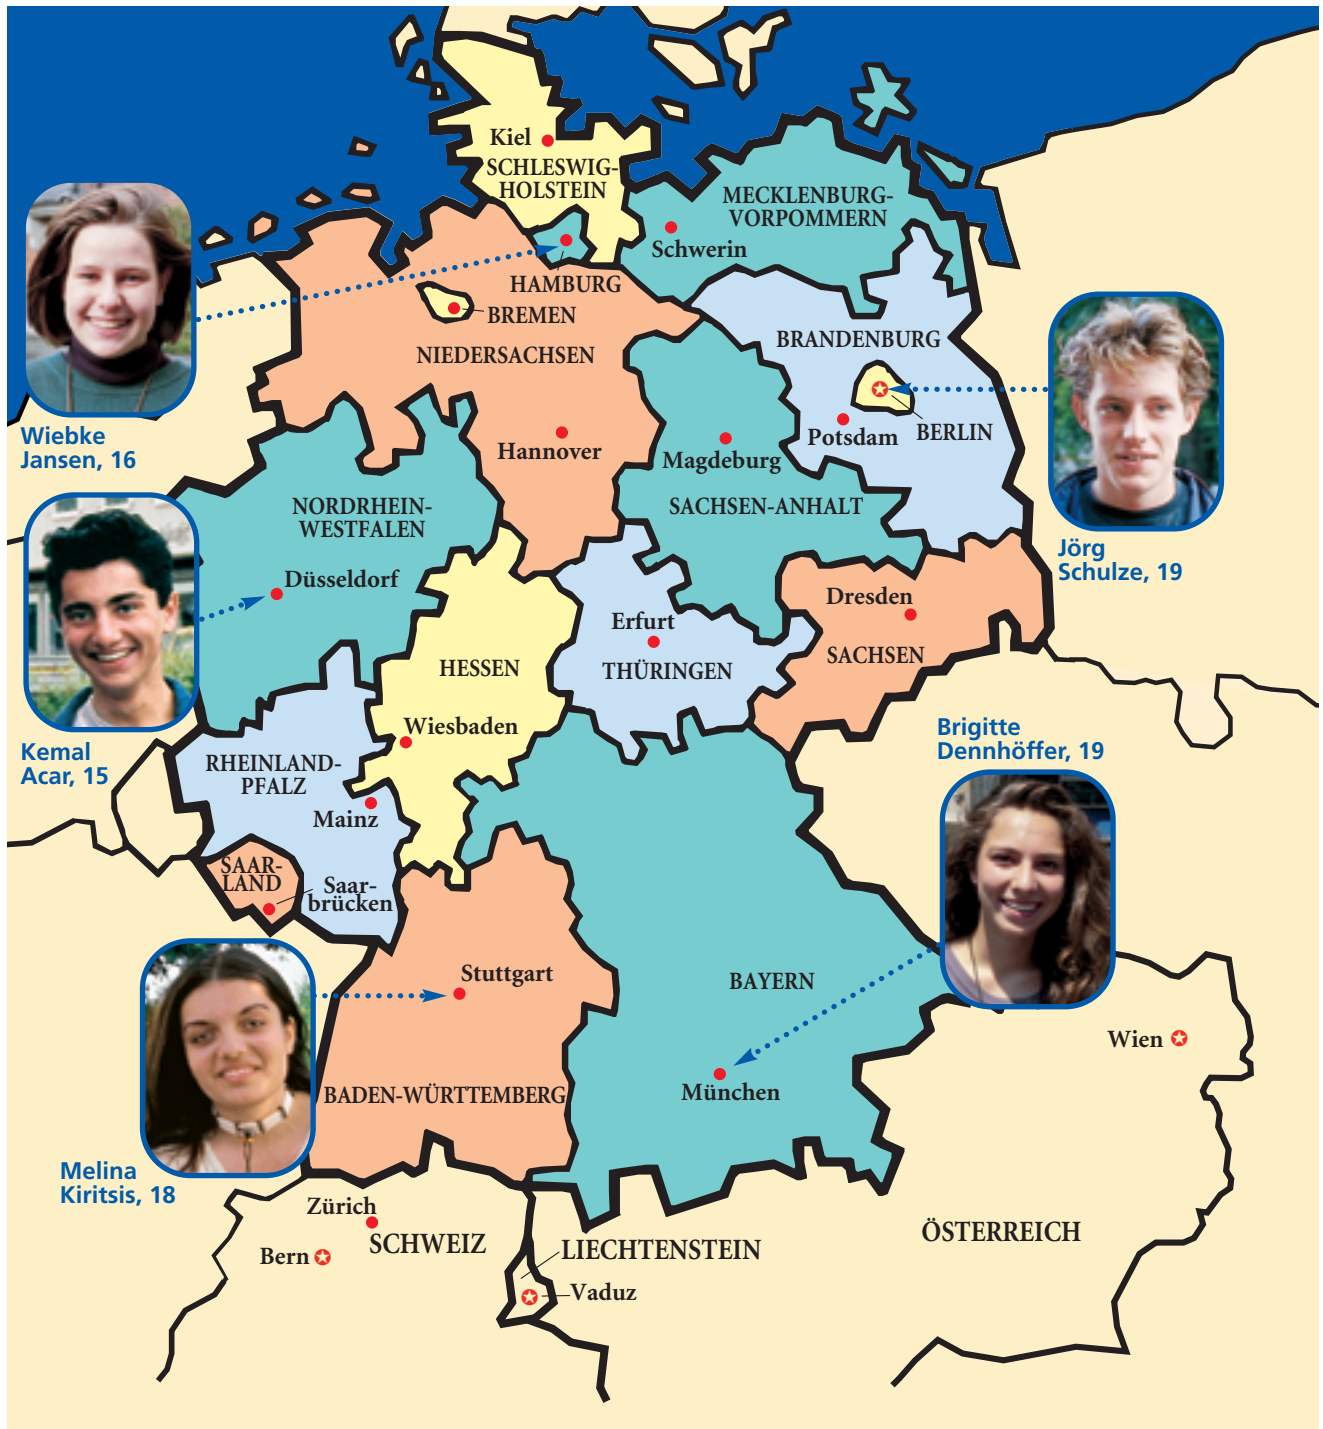 Kiel
SCHLESWIG-
HOLSTEIN
MECKLENBURG-
VORPOMMERN
Schwerin
HAMBURG
BREMEN
NIEDERSACHSEN
BRANDENBURG
Wiebke
Jansen, 16
Hannover
Magdeburg
Potsdam
BERLIN
SACHSEN-ANHALT
NORDRHEIN-
WESTFALEN
Jörg
Schulze, 19
Düsseldorf
Dresden
Erfurt
HESSEN
THÜRINGEN
SACHSEN
Kemal
Acar, 15
Wiesbaden
Brigitte
Dennhöffer, 19
RHEINLAND-
PFALZ
Mainz
SAAR-
LAND
Saar-
brücken
Stuttgart
BAYERN
Wien
BADEN-WÜRTTEMBERG
München
Melina
Kiritsis, 18
Zürich
SCHWEIZ
Bern
LIECHTENSTEIN
Vaduz
ÖSTERREICH